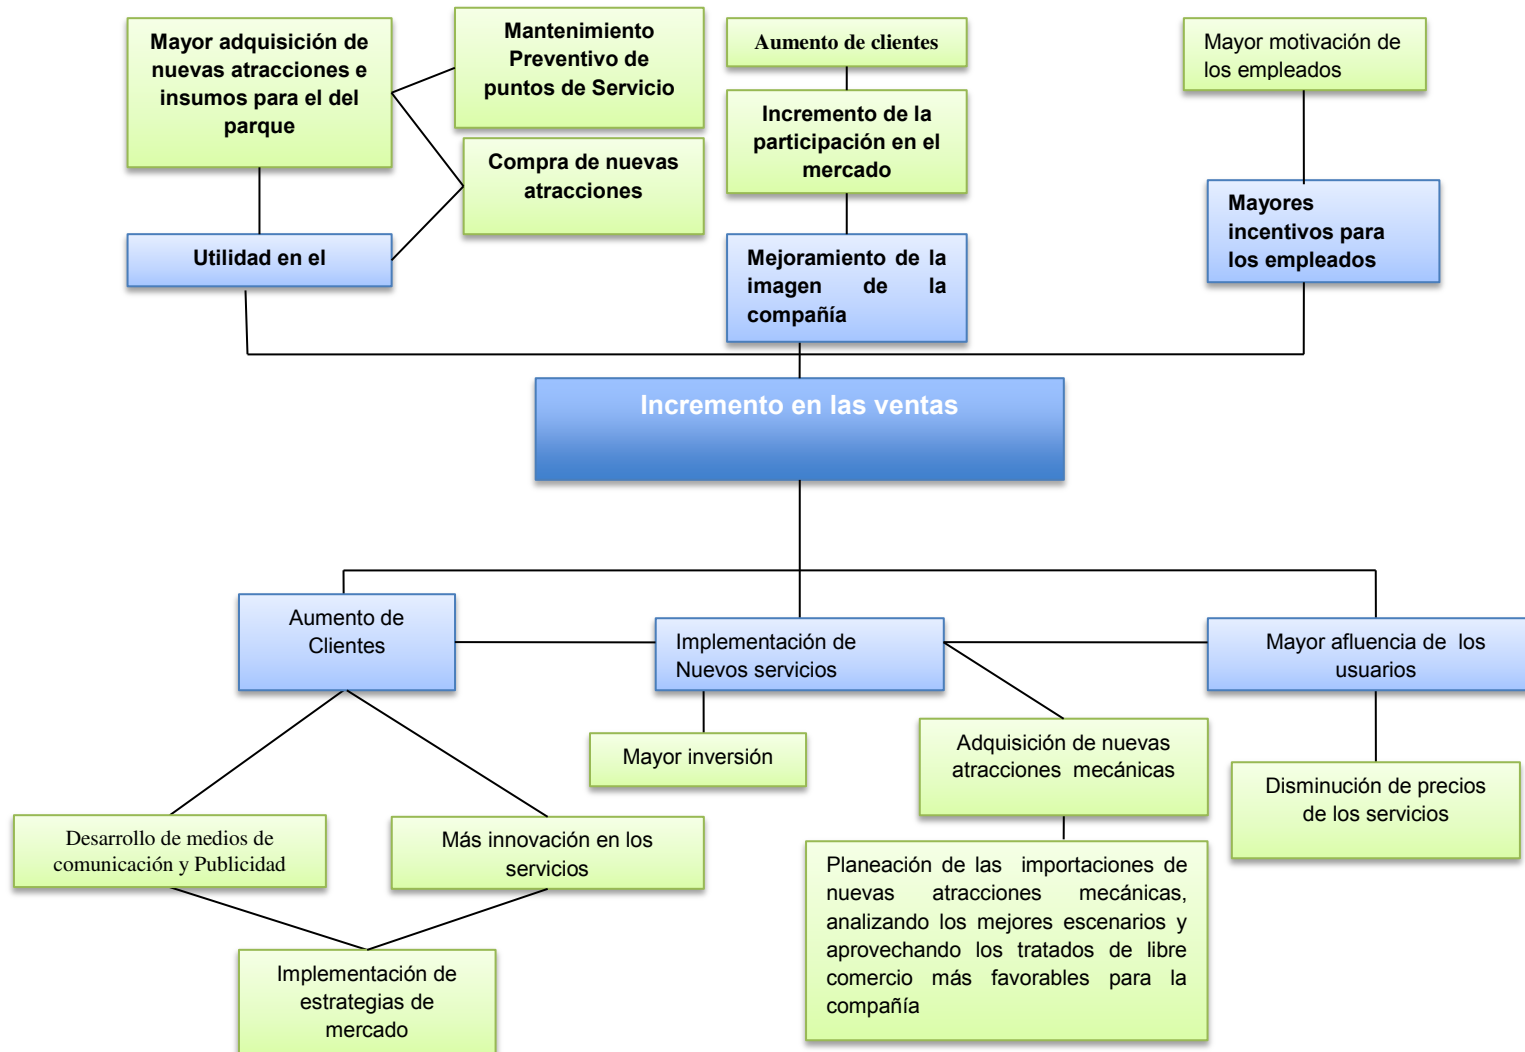 Mayor adquisición de
nuevas atracciones e
insumos para el del
parque
Mantenimiento
Preventivo de
puntos de Servicio
Aumento de clientes
Mayor motivación de
los empleados
Incremento de la
participación en el
mercado
Compra de nuevas
atracciones
Mayores
incentivos para
los empleados
Utilidad en el
Mejoramiento de la
imagen de la
compañía
Incremento en las ventas
Aumento de
Clientes
Implementación de
Nuevos servicios
Mayor afluencia de los
usuarios
Mayor inversión
Adquisición de nuevas
atracciones mecánicas
Disminución de precios
de los servicios
Desarrollo de medios de
comunicación y Publicidad
Más innovación en los
servicios
Planeación de las importaciones de
nuevas atracciones mecánicas,
analizando los mejores escenarios y
aprovechando los tratados de libre
comercio más favorables para la
compañía
Implementación de
estrategias de
mercado